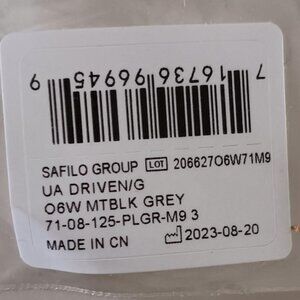 7 16736 96945 9
SAFILO GROUP LOT 206627O6W71M9
UA DRIVEN/G
O6W MTBLK GREY
71-08-125-PLGR-M9 3
MADE IN CN 2023-08-20